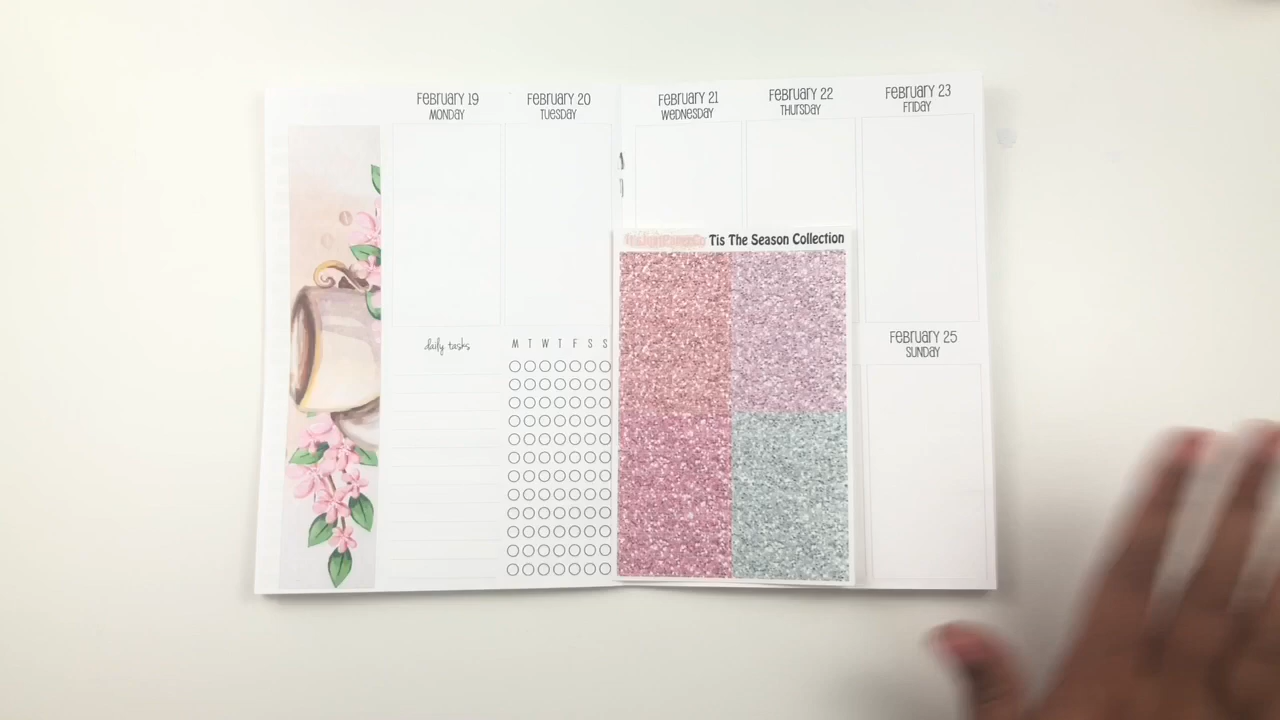 February 19
Monday
February 20
Tuesday
February 21
Wednesday
February 22
Thursday
February 23
Friday
Tis The Season Collection
daily tasks
M T W T F S S
February 25
Sunday